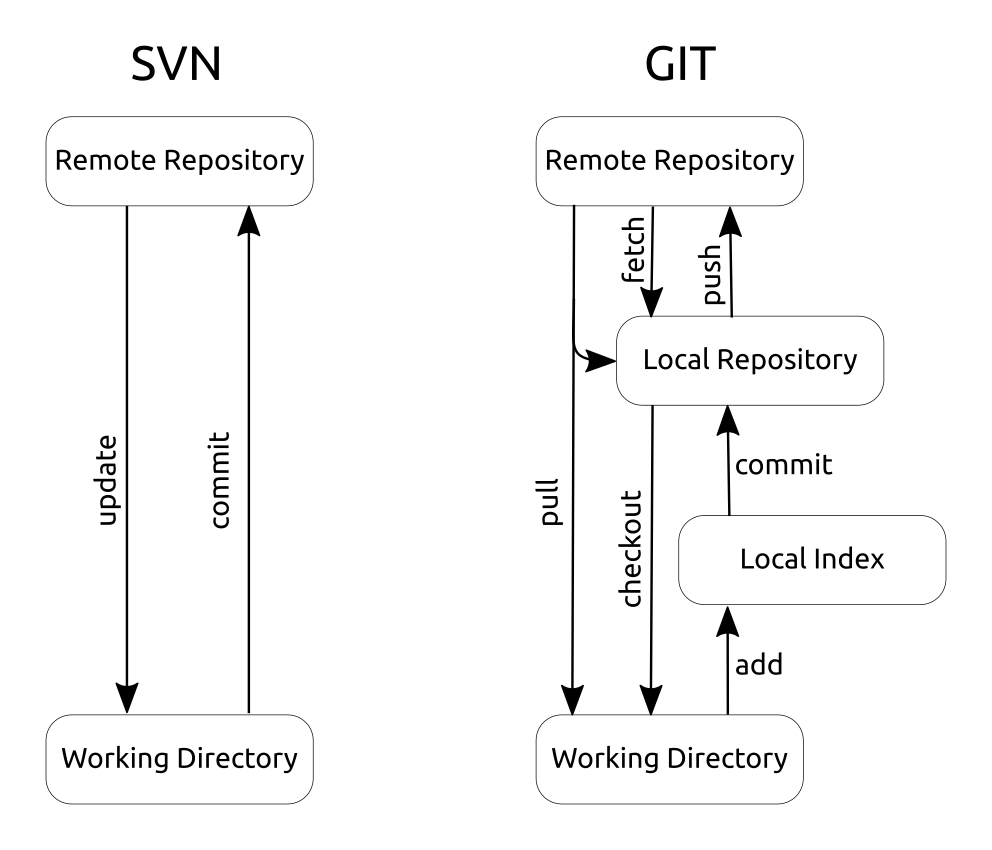 SVN
Remote Repository
update
commit
Working Directory
GIT
Remote Repository
fetch
push
Local Repository
pull
checkout
commit
Local Index
add
Working Directory